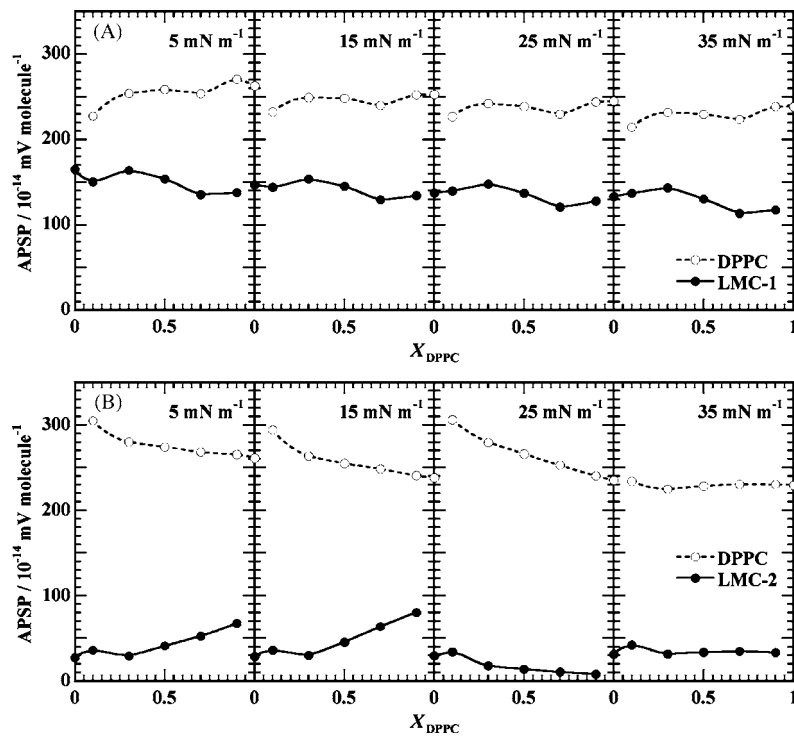 (A)
5 mN m⁻¹
15 mN m⁻¹
25 mN m⁻¹
35 mN m⁻¹
APSP / 10⁻¹⁴ mV molecule⁻¹
300
200
100
0
DPPC
LMC-1
0 0.5 0 0.5 0 0.5 0 0.5 1
X_DPPC
(B)
5 mN m⁻¹
15 mN m⁻¹
25 mN m⁻¹
35 mN m⁻¹
APSP / 10⁻¹⁴ mV molecule⁻¹
300
200
100
0
DPPC
LMC-2
0 0.5 0 0.5 0 0.5 0 0.5 1
X_DPPC